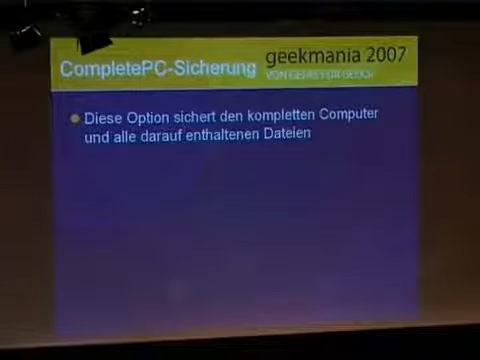 CompletePC-Sicherung
geekmania 2007
VON GEEKS FÜR GEEKS!
Diese Option sichert den kompletten Computer
und alle darauf enthaltenen Dateien